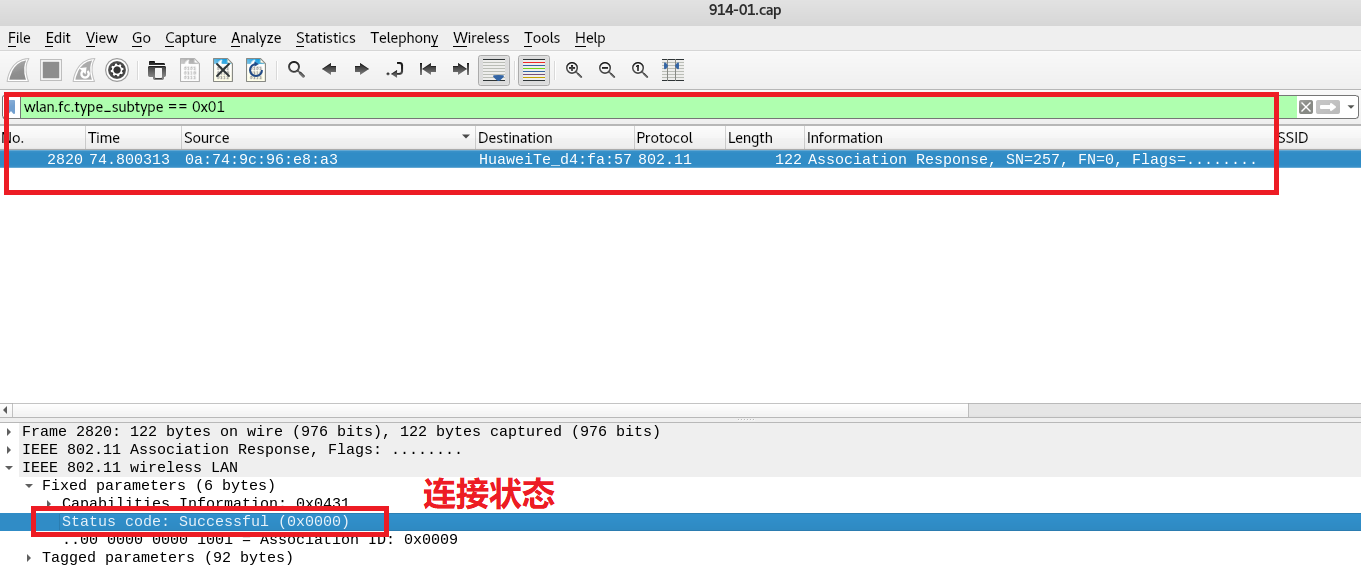 914-01.cap
File Edit View Go Capture Analyze Statistics Telephony Wireless Tools Help
wlan.fc.type_subtype == 0x01
No. Time Source Destination Protocol Length Information SSID
2820 74.800313 0a:74:9c:96:e8:a3 HuaweiTe_d4:fa:57 802.11 122 Association Response, SN=257, FN=0, Flags=........
Frame 2820: 122 bytes on wire (976 bits), 122 bytes captured (976 bits)
IEEE 802.11 Association Response, Flags: ........
IEEE 802.11 wireless LAN
Fixed parameters (6 bytes)
连接状态
Capabilities Information: 0x0431
Status code: Successful (0x0000)
..00 0000 0000 1001 = Association ID: 0x0009
Tagged parameters (92 bytes)